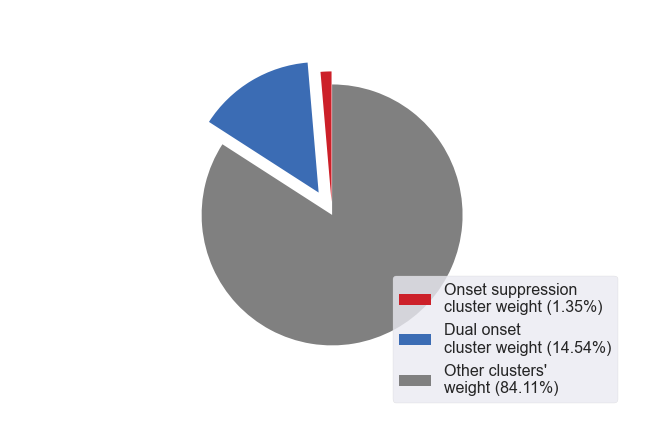 Onset suppression
cluster weight (1.35%)
Dual onset
cluster weight (14.54%)
Other clusters'
weight (84.11%)